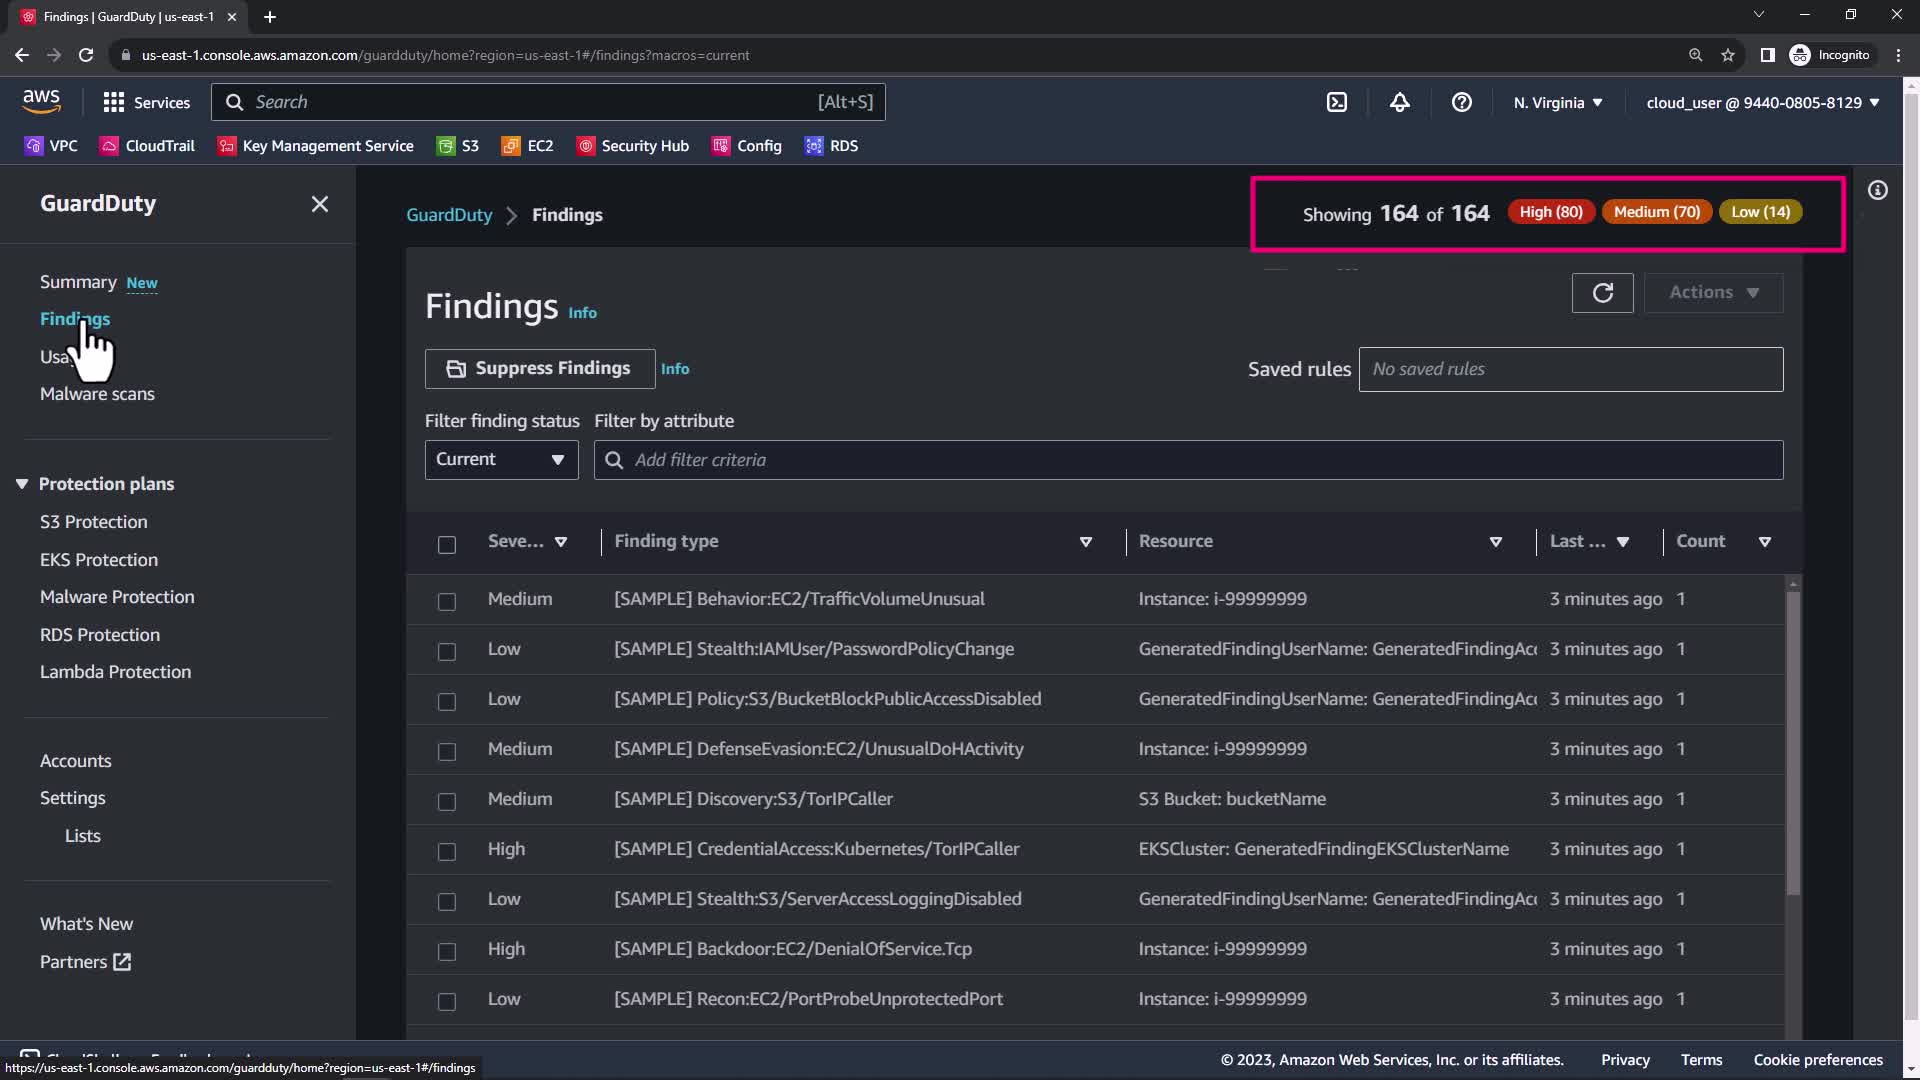 Findings | GuardDuty | us-east-1
us-east-1.console.aws.amazon.com/guardduty/home?region=us-east-1#/findings?macros=current
Incognito
aws
Services
Search
[Alt+S]
N. Virginia
cloud_user @ 9440-0805-8129
VPC
CloudTrail
Key Management Service
S3
EC2
Security Hub
Config
RDS
GuardDuty
Summary New
Findings
Malware scans
Protection plans
S3 Protection
EKS Protection
Malware Protection
RDS Protection
Lambda Protection
Accounts
Settings
Lists
What's New
Partners
GuardDuty
Findings
Showing 164 of 164
High (80)
Medium (70)
Low (14)
Findings Info
Actions
Suppress Findings
Info
Saved rules
No saved rules
Filter finding status
Filter by attribute
Current
Add filter criteria
Seve... Finding type Resource Last ... Count
Medium [SAMPLE] Behavior:EC2/TrafficVolumeUnusual Instance: i-99999999 3 minutes ago 1
Low [SAMPLE] Stealth:IAMUser/PasswordPolicyChange GeneratedFindingUserName: GeneratedFindingAcc 3 minutes ago 1
Low [SAMPLE] Policy:S3/BucketBlockPublicAccessDisabled GeneratedFindingUserName: GeneratedFindingAcc 3 minutes ago 1
Medium [SAMPLE] DefenseEvasion:EC2/UnusualDoHActivity Instance: i-99999999 3 minutes ago 1
Medium [SAMPLE] Discovery:S3/TorIPCaller S3 Bucket: bucketName 3 minutes ago 1
High [SAMPLE] CredentialAccess:Kubernetes/TorIPCaller EKSCluster: GeneratedFindingEKSClusterName 3 minutes ago 1
Low [SAMPLE] Stealth:S3/ServerAccessLoggingDisabled GeneratedFindingUserName: GeneratedFindingAcc 3 minutes ago 1
High [SAMPLE] Backdoor:EC2/DenialOfService.Tcp Instance: i-99999999 3 minutes ago 1
Low [SAMPLE] Recon:EC2/PortProbeUnprotectedPort Instance: i-99999999 3 minutes ago 1
© 2023, Amazon Web Services, Inc. or its affiliates.
Privacy
Terms
Cookie preferences
https://us-east-1.console.aws.amazon.com/guardduty/home?region=us-east-1#/findings